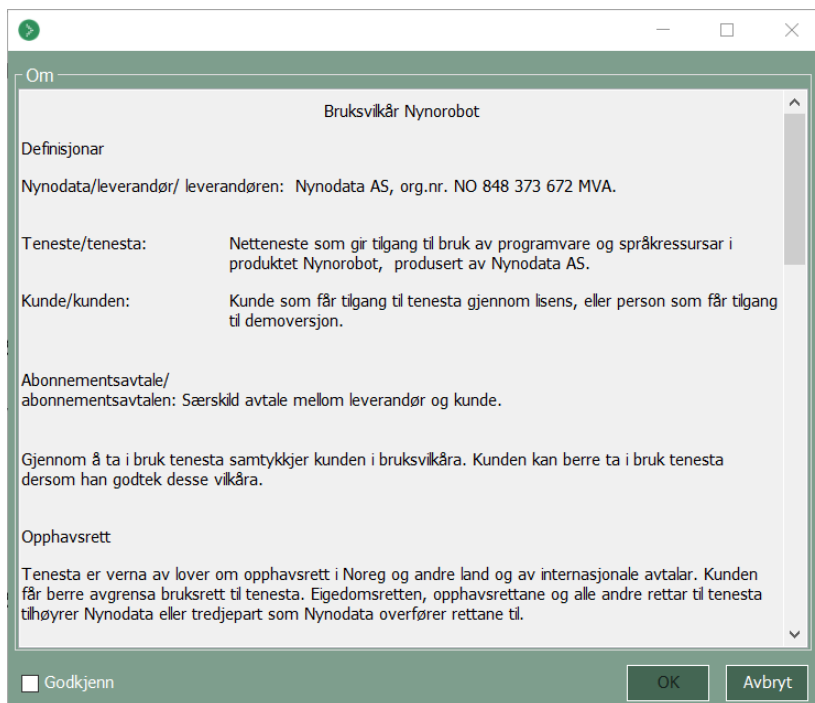 Om
Bruksvilkår Nynorobot
Definisjonar
Nynodata/leverandør/ leverandøren: Nynodata AS, org.nr. NO 848 373 672 MVA.
Teneste/tenesta: Netteneste som gir tilgang til bruk av programvare og språkressursar i
produktet Nynorobot, produsert av Nynodata AS.
Kunde/kunden: Kunde som får tilgang til tenesta gjennom lisens, eller person som får tilgang
til demoversjon.
Abonnementsavtale/
abonnementsavtalen: Særskild avtale mellom leverandør og kunde.
Gjennom å ta i bruk tenesta samtykkjer kunden i bruksvilkåra. Kunden kan berre ta i bruk tenesta
dersom han godtek desse vilkåra.
Opphavsrett
Tenesta er verna av lover om opphavsrett i Noreg og andre land og av internasjonale avtalar. Kunden
får berre avgrensa bruksrett til tenesta. Eigedomsretten, opphavsrettane og alle andre rettar til tenesta
tilhøyrer Nynodata eller tredjepart som Nynodata overfører rettane til.
Godkjenn
OK
Avbryt